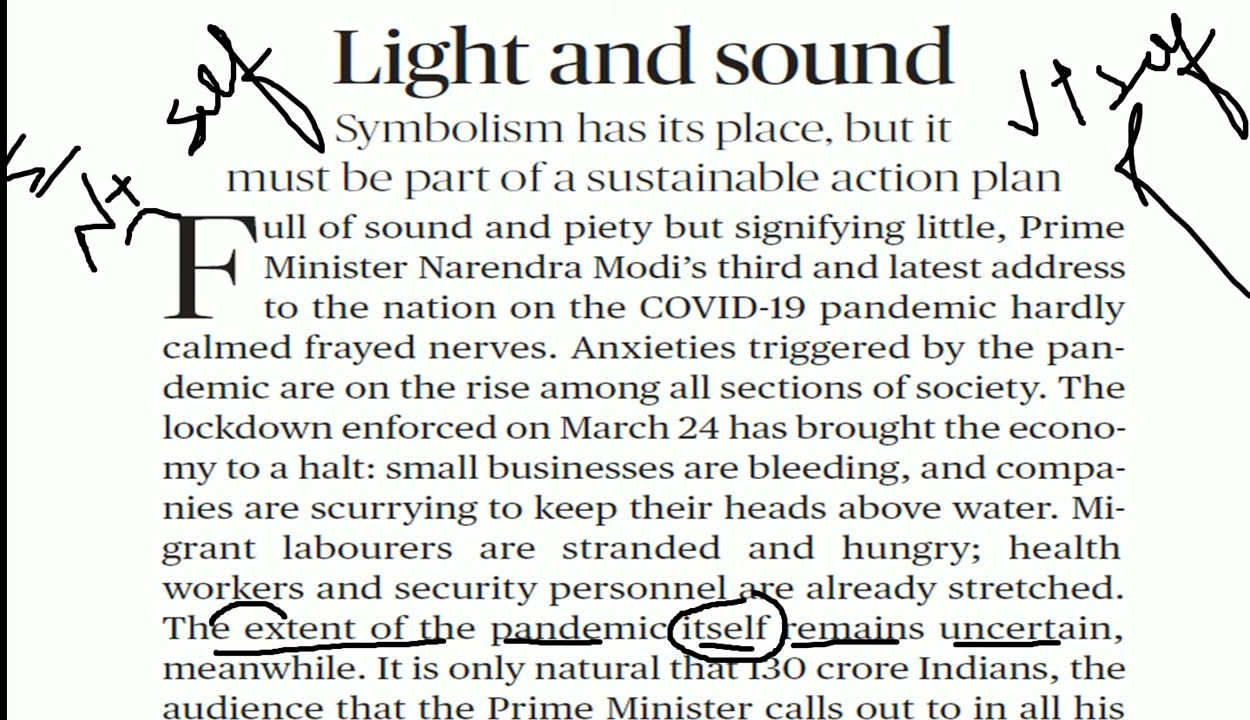 Light and sound
Symbolism has its place, but it
must be part of a sustainable action plan
Full of sound and piety but signifying little, Prime
Minister Narendra Modi’s third and latest address
to the nation on the COVID-19 pandemic hardly
calmed frayed nerves. Anxieties triggered by the pan-
demic are on the rise among all sections of society. The
lockdown enforced on March 24 has brought the econo-
my to a halt: small businesses are bleeding, and compa-
nies are scurrying to keep their heads above water. Mi-
grant labourers are stranded and hungry; health
workers and security personnel are already stretched.
The extent of the pandemic itself remains uncertain,
meanwhile. It is only natural that 130 crore Indians, the
audience that the Prime Minister calls out to in all his